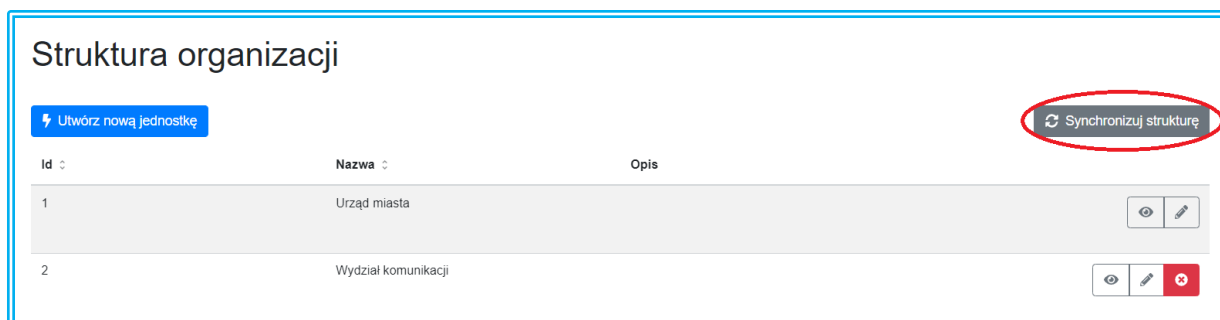 Struktura organizacji
Utwórz nową jednostkę
Synchronizuj strukturę
Id Nazwa Opis
1 Urząd miasta
2 Wydział komunikacji